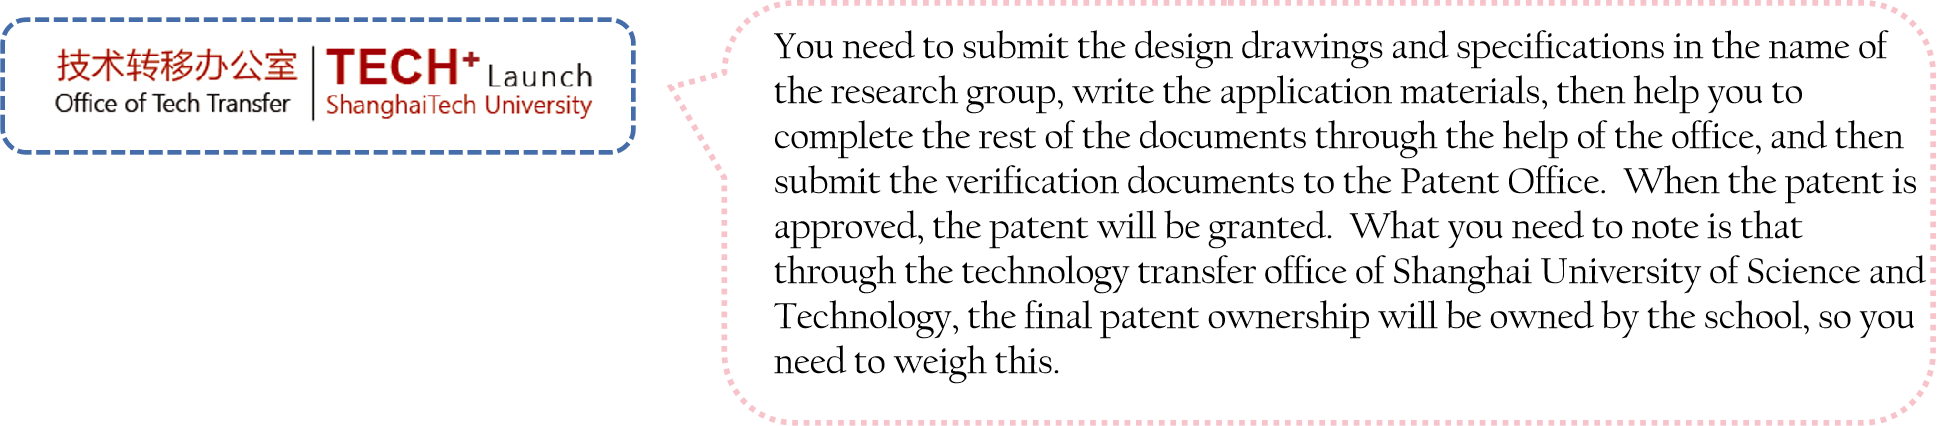 技术转移办公室
Office of Tech Transfer
TECH+ Launch
ShanghaiTech University
You need to submit the design drawings and specifications in the name of
the research group, write the application materials, then help you to
complete the rest of the documents through the help of the office, and then
submit the verification documents to the Patent Office.  When the patent is
approved, the patent will be granted.  What you need to note is that
through the technology transfer office of Shanghai University of Science and
Technology, the final patent ownership will be owned by the school, so you
need to weigh this.